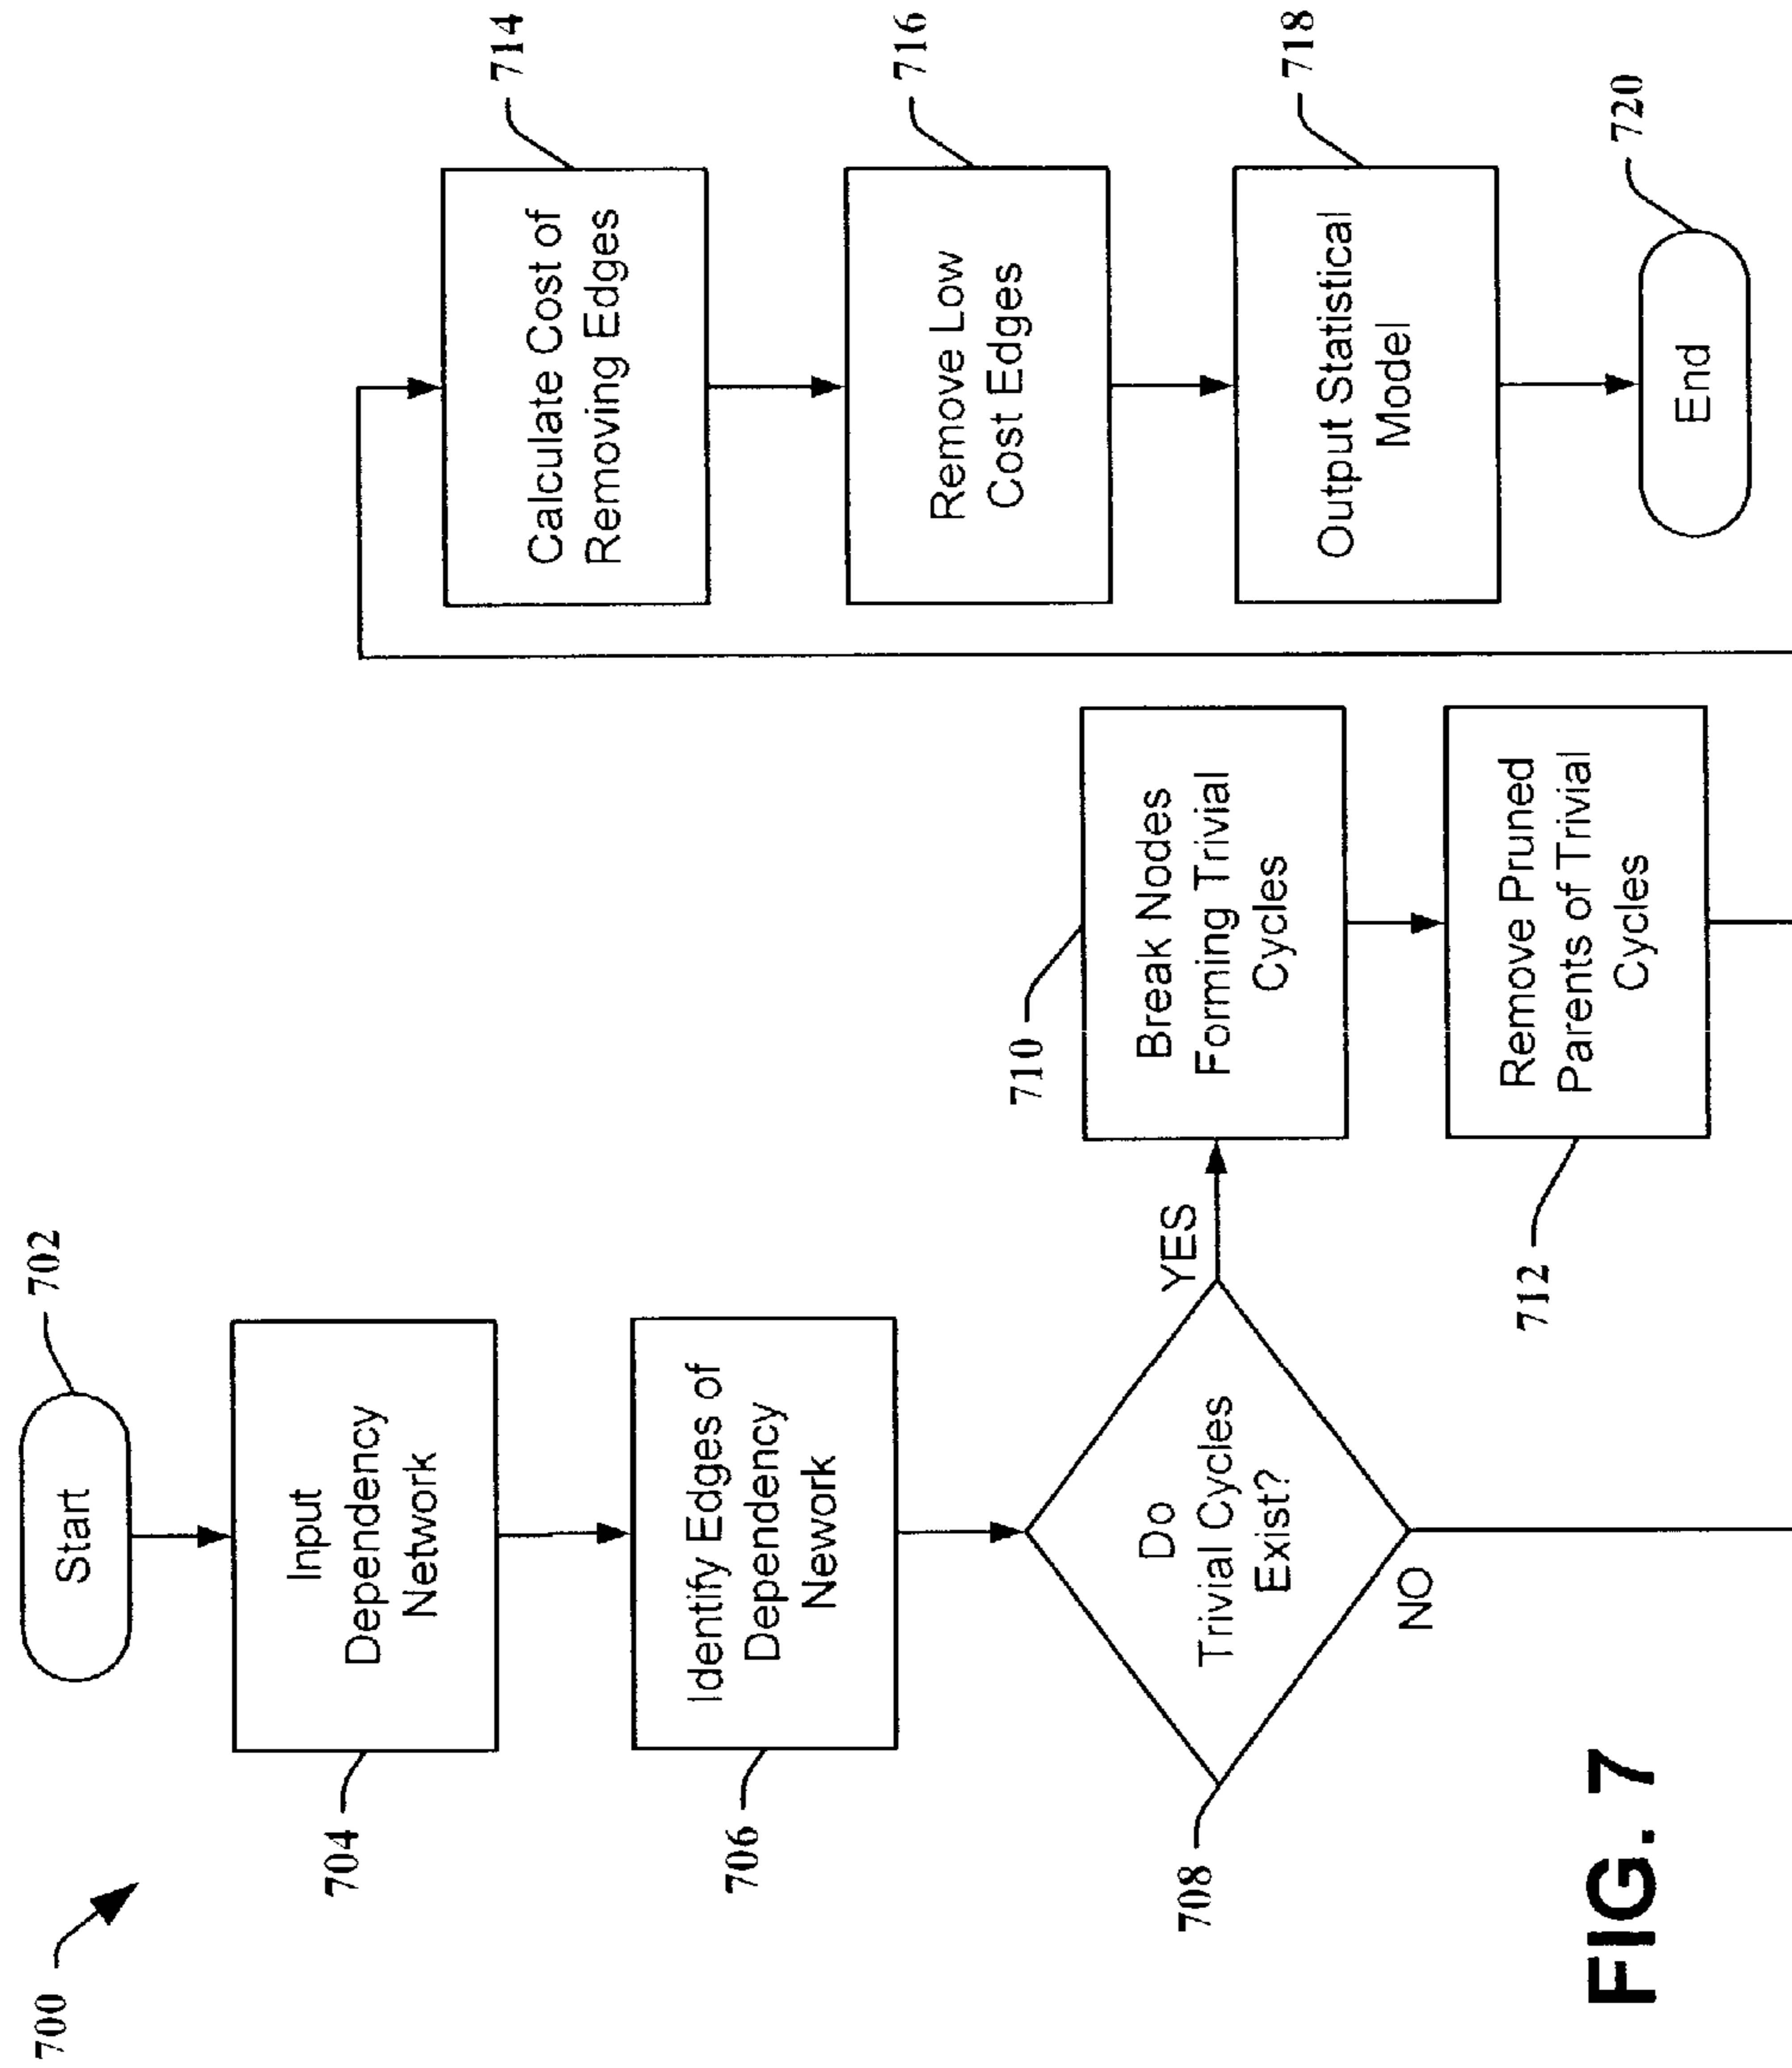 700
702
Start
704
Input
Dependency
Network
706
Identify Edges of
Dependency
Nework
708
Do
Trivial Cycles
Exist?
YES
NO
710
Break Nodes
Forming Trivial
Cycles
712
Remove Pruned
Parents of Trivial
Cycles
714
Calculate Cost of
Removing Edges
716
Remove Low
Cost Edges
718
Output Statistical
Model
720
End
FIG. 7